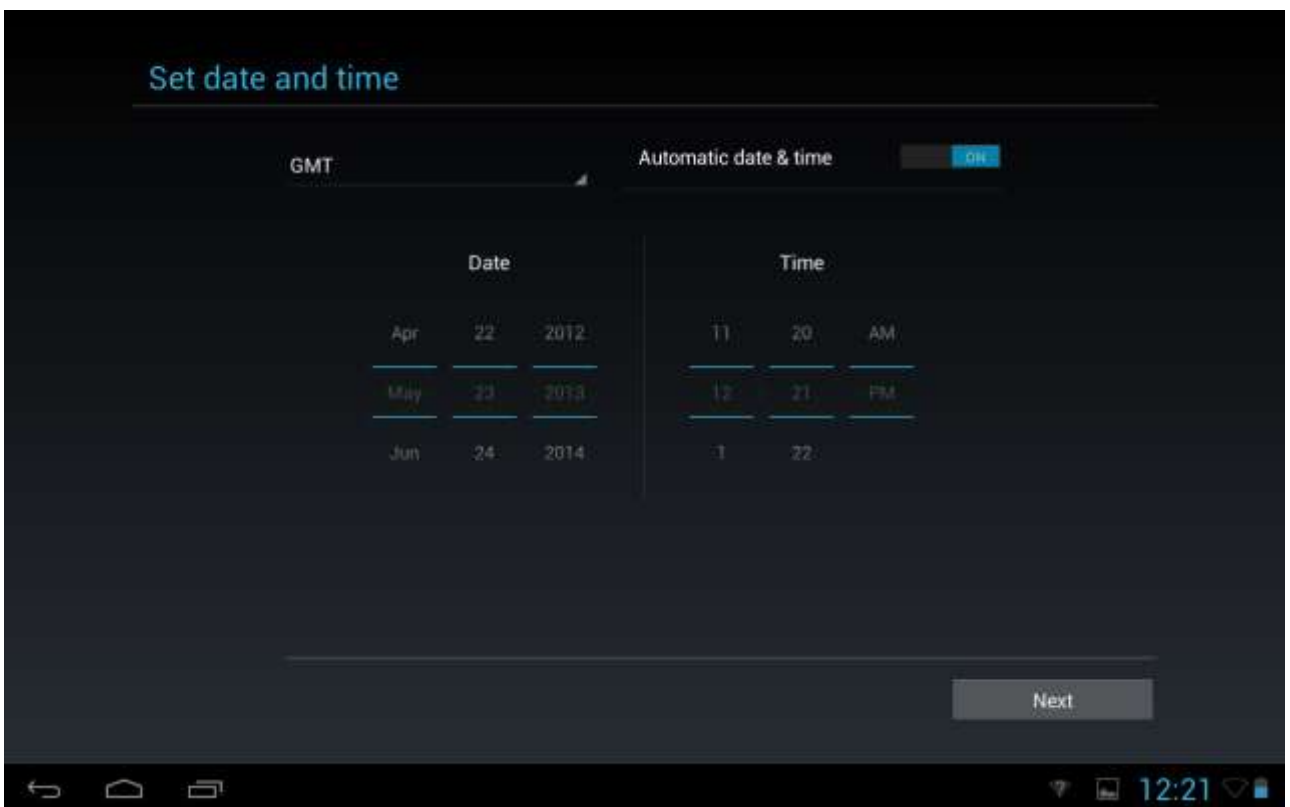 Set date and time
GMT
Automatic date & time ON
Date Time
Apr 22 2012 11 20 AM
May 23 2013 12 21 PM
Jun 24 2014 1 22
Next
12:21